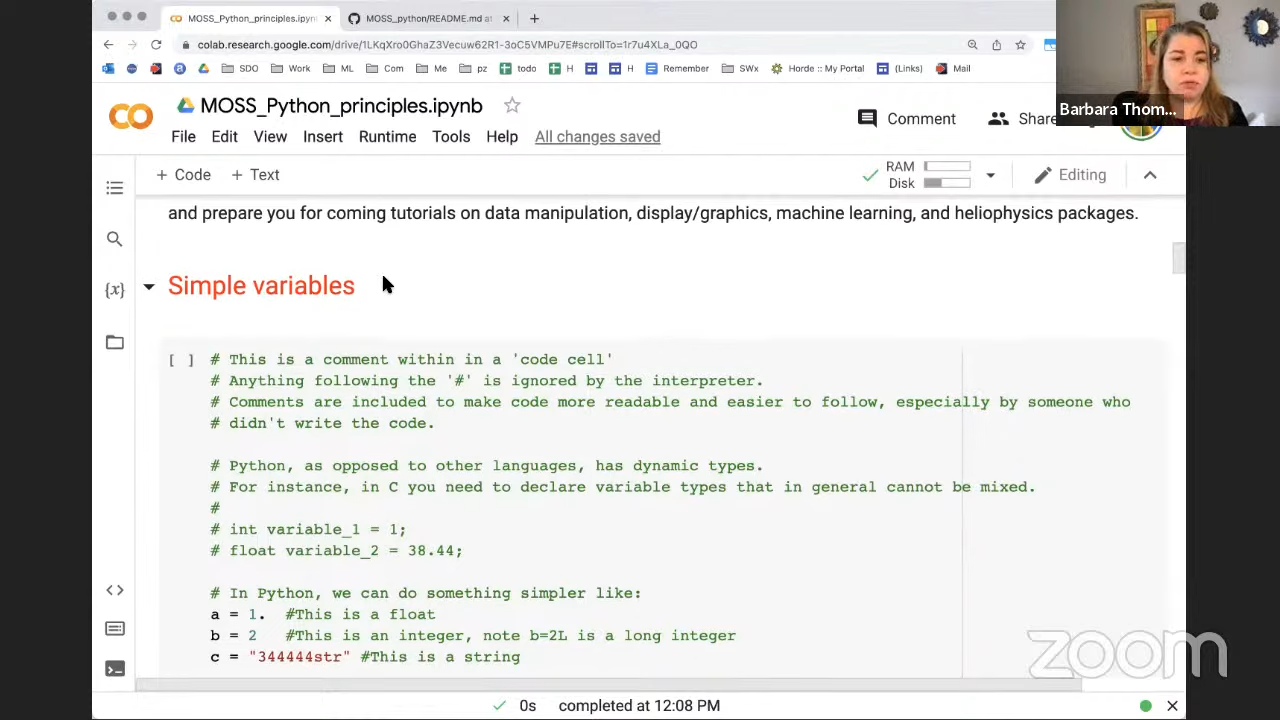 MOSS_Python_principles.ipyn
MOSS_python/README.md at
colab.research.google.com/drive/1LKqXro0GhaZ3Vecuw62R1-3oC5VMPu7E#scrollTo=1r7u4XLa_0QO
SDO Work ML Com Me pz todo H H Remember SWx Horde :: My Portal (Links) Mail
Barbara Thom...
MOSS_Python_principles.ipynb
Comment Share
File Edit View Insert Runtime Tools Help All changes saved
+ Code + Text
RAM
Disk
Editing
and prepare you for coming tutorials on data manipulation, display/graphics, machine learning, and heliophysics packages.
{x}
Simple variables
[ ] # This is a comment within in a 'code cell'
# Anything following the '#' is ignored by the interpreter.
# Comments are included to make code more readable and easier to follow, especially by someone who
# didn't write the code.
# Python, as opposed to other languages, has dynamic types.
# For instance, in C you need to declare variable types that in general cannot be mixed.
#
# int variable_1 = 1;
# float variable_2 = 38.44;
# In Python, we can do something simpler like:
a = 1. #This is a float
b = 2 #This is an integer, note b=2L is a long integer
c = "344444str" #This is a string
zoom
0s completed at 12:08 PM